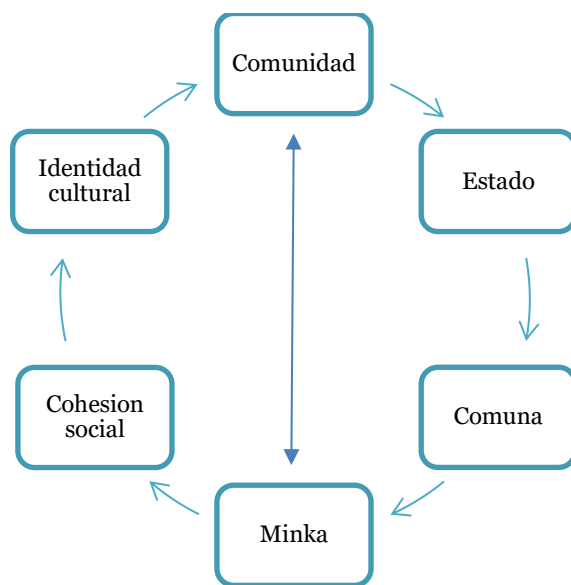 Comunidad
Estado
Comuna
Minka
Cohesion
social
Identidad
cultural